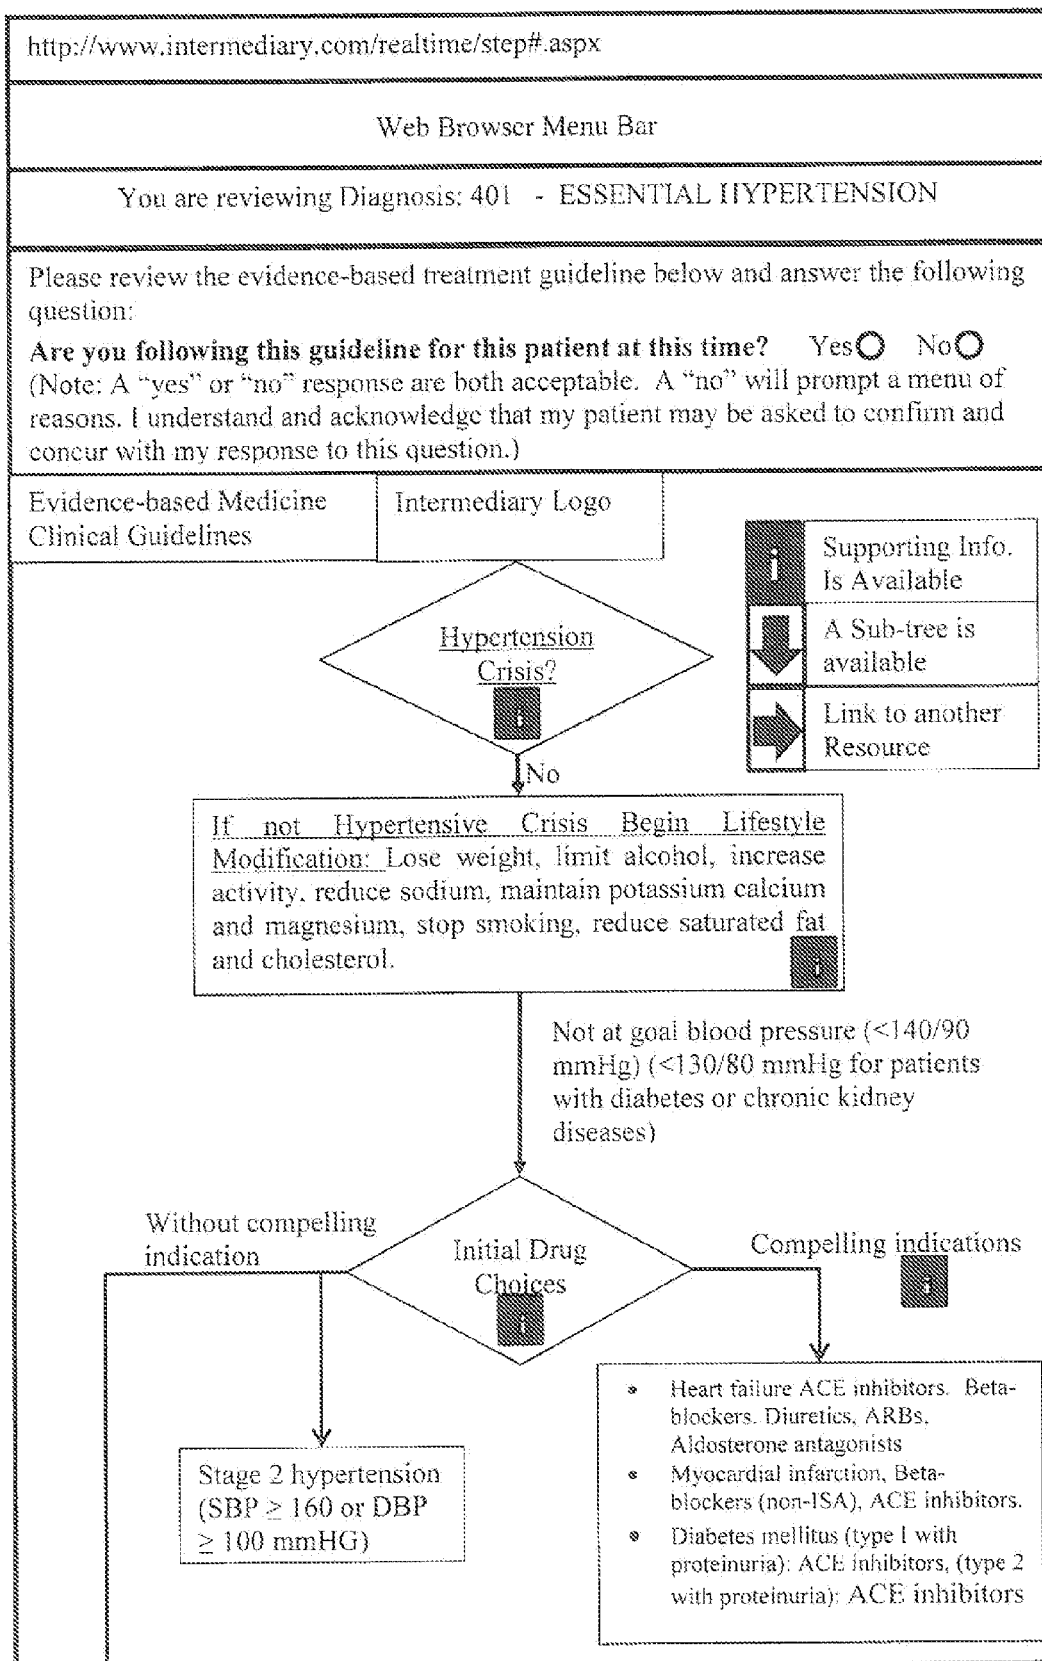 http://www.intermediary.com/realtime/step#.aspx
Web Browser Menu Bar
You are reviewing Diagnosis: 401 - ESSENTIAL HYPERTENSION
Please review the evidence-based treatment guideline below and answer the following
question:
Are you following this guideline for this patient at this time? Yes No
(Note: A “yes” or “no” response are both acceptable. A “no” will prompt a menu of
reasons. I understand and acknowledge that my patient may be asked to confirm and
concur with my response to this question.)
Evidence-based Medicine
Clinical Guidelines
Intermediary Logo
i
Supporting Info.
Is Available
A Sub-tree is
available
Link to another
Resource
Hypertension
Crisis?
i
No
If not Hypertensive Crisis Begin Lifestyle
Modification: Lose weight, limit alcohol, increase
activity, reduce sodium, maintain potassium calcium
and magnesium, stop smoking, reduce saturated fat
and cholesterol.
i
Not at goal blood pressure (<140/90
mmHg) (<130/80 mmHg for patients
with diabetes or chronic kidney
diseases)
Without compelling
indication
Initial Drug
Choices
i
Compelling indications
i
Stage 2 hypertension
(SBP ≥ 160 or DBP
≥ 100 mmHG)
• Heart failure ACE inhibitors. Beta-
blockers. Diuretics, ARBs,
Aldosterone antagonists
• Myocardial infarction, Beta-
blockers (non-ISA), ACE inhibitors.
• Diabetes mellitus (type 1 with
proteinuria): ACE inhibitors, (type 2
with proteinuria): ACE inhibitors